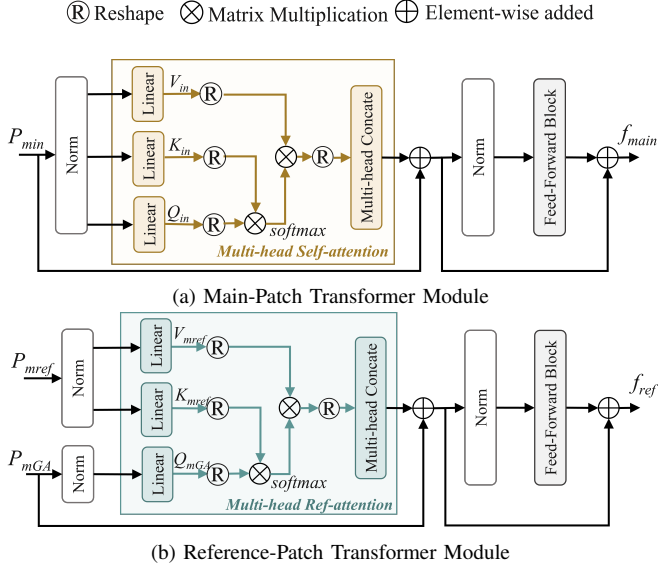 Ⓡ Reshape ⊗ Matrix Multiplication ⊕ Element-wise added
P_min
Norm
Linear
V_in
Ⓡ
Linear
K_in
Ⓡ
Linear
Q_in
Ⓡ
softmax
Ⓡ
Multi-head Concate
Multi-head Self-attention
Norm
Feed-Forward Block
f_main
(a) Main-Patch Transformer Module
P_mref
Norm
P_mGA
Norm
Linear
V_mref
Ⓡ
Linear
K_mref
Ⓡ
Linear
Q_mGA
Ⓡ
softmax
Ⓡ
Multi-head Concate
Multi-head Ref-attention
Norm
Feed-Forward Block
f_ref
(b) Reference-Patch Transformer Module